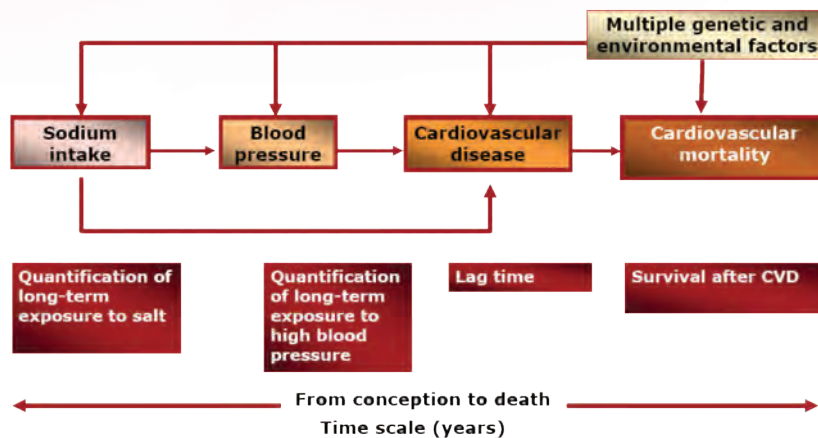 Multiple genetic and
environmental factors
Sodium
intake
Blood
pressure
Cardiovascular
disease
Cardiovascular
mortality
Quantification of
long-term
exposure to salt
Quantification
of long-term
exposure to
high blood
pressure
Lag time
Survival after CVD
From conception to death
Time scale (years)